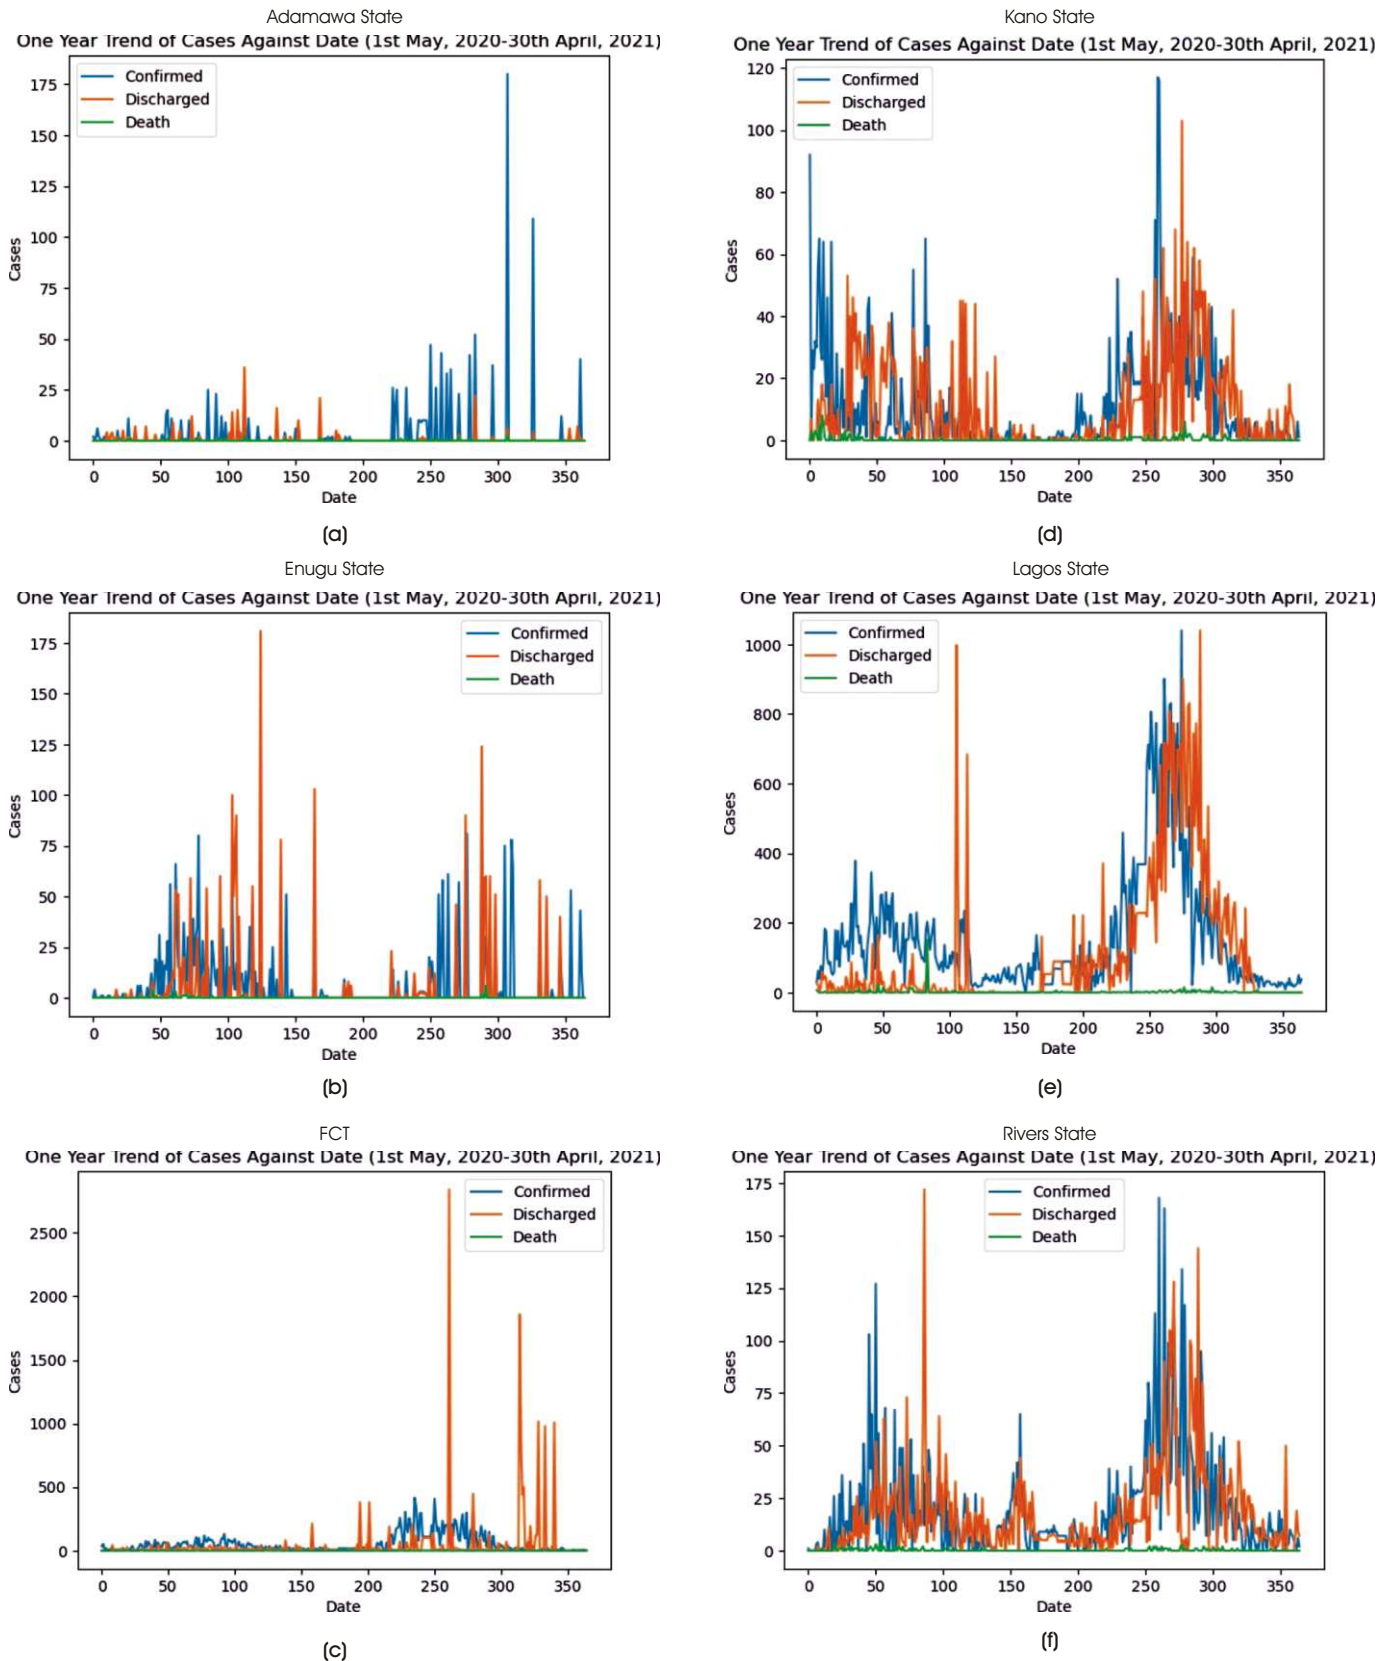 Adamawa State
One Year Trend of Cases Against Date (1st May, 2020-30th April, 2021)
Confirmed
Discharged
Death
175
150
125
100
75
50
25
0
Cases
0 50 100 150 200 250 300 350
Date
(a)
Kano State
One Year Trend of Cases Against Date (1st May, 2020-30th April, 2021)
Confirmed
Discharged
Death
120
100
80
60
40
20
0
Cases
0 50 100 150 200 250 300 350
Date
(d)
Enugu State
One Year Trend of Cases Against Date (1st May, 2020-30th April, 2021)
Confirmed
Discharged
Death
175
150
125
100
75
50
25
0
Cases
0 50 100 150 200 250 300 350
Date
(b)
Lagos State
One Year Trend of Cases Against Date (1st May, 2020-30th April, 2021)
Confirmed
Discharged
Death
1000
800
600
400
200
0
Cases
0 50 100 150 200 250 300 350
Date
(e)
FCT
One Year Trend of Cases Against Date (1st May, 2020-30th April, 2021)
Confirmed
Discharged
Death
2500
2000
1500
1000
500
0
Cases
0 50 100 150 200 250 300 350
Date
(c)
Rivers State
One Year Trend of Cases Against Date (1st May, 2020-30th April, 2021)
Confirmed
Discharged
Death
175
150
125
100
75
50
25
0
Cases
0 50 100 150 200 250 300 350
Date
(f)